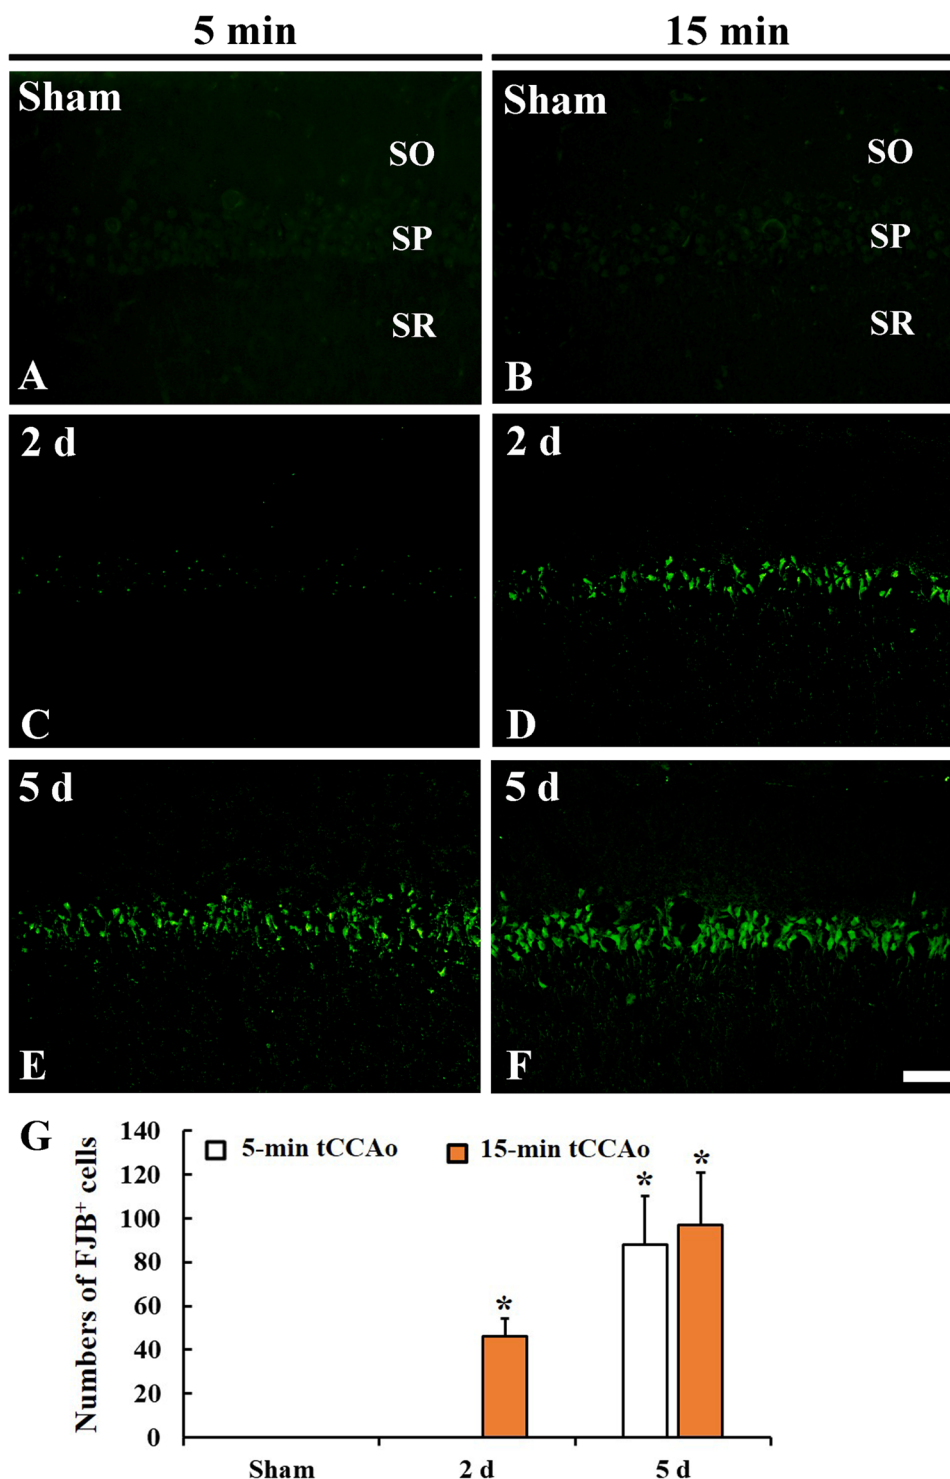 5 min
15 min
Sham
SO
SP
SR
A
Sham
SO
SP
SR
B
2 d
C
2 d
D
5 d
E
5 d
F
G
Numbers of FJB⁺ cells
140
120
100
80
60
40
20
0
5-min tCCAo
15-min tCCAo
*
*
*
Sham
2 d
5 d